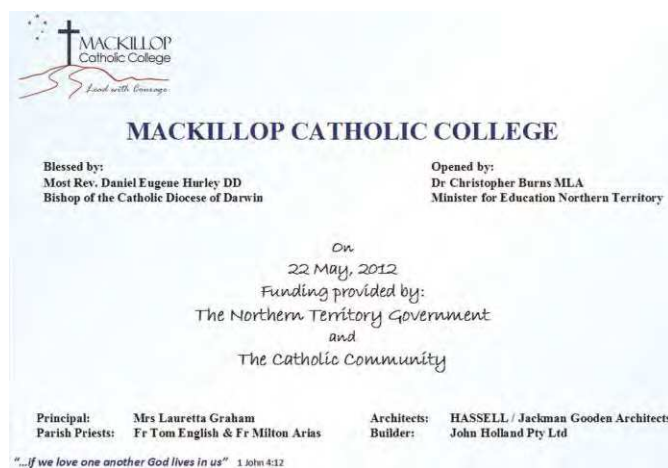 MACKILLOP
Catholic College
Lead with Courage
MACKILLOP CATHOLIC COLLEGE
Blessed by:
Most Rev. Daniel Eugene Hurley DD
Bishop of the Catholic Diocese of Darwin
Opened by:
Dr Christopher Burns MLA
Minister for Education Northern Territory
On
22 May, 2012
Funding provided by:
The Northern Territory Government
and
The Catholic Community
Principal: Mrs Lauretta Graham
Parish Priests: Fr Tom English & Fr Milton Arias
Architects: HASSELL / Jackman Gooden Architects
Builder: John Holland Pty Ltd
"...if we love one another God lives in us" 1 John 4:12